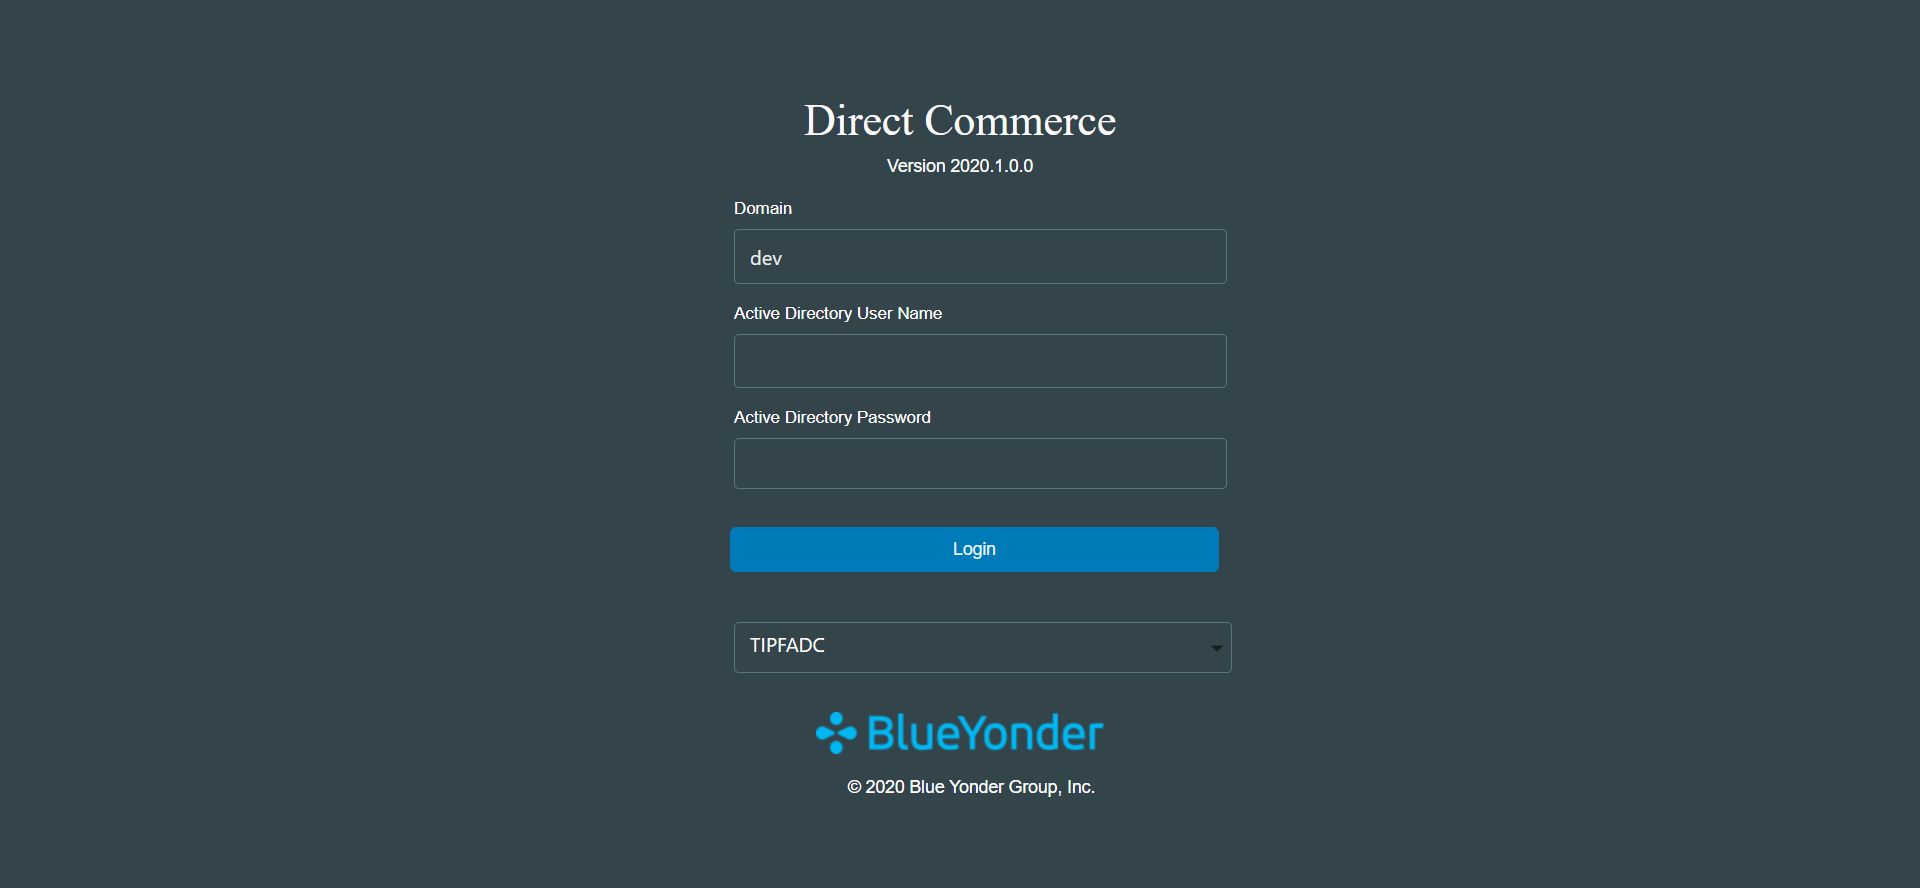 Direct Commerce
Version 2020.1.0.0
Domain
dev
Active Directory User Name
Active Directory Password
Login
TIPFADC
BlueYonder
© 2020 Blue Yonder Group, Inc.